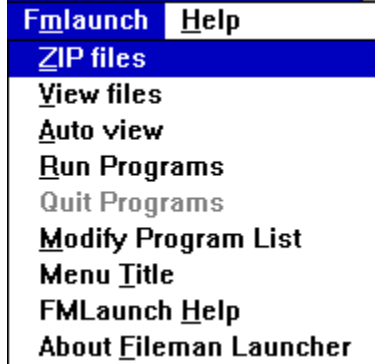 Fmlaunch Help
ZIP files
View files
Auto view
Run Programs
Quit Programs
Modify Program List
Menu Title
FMLaunch Help
About Fileman Launcher